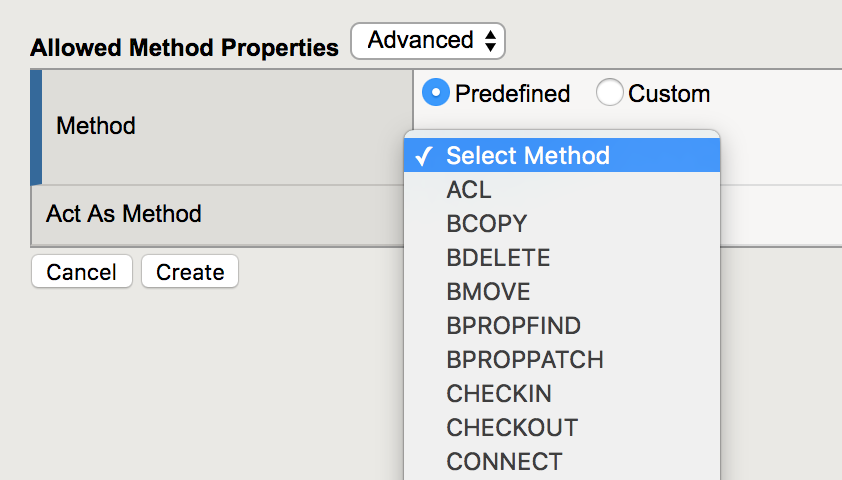 Allowed Method Properties Advanced
Predefined Custom
Method
✓ Select Method
ACL
Act As Method
BCOPY
BDELETE
Cancel Create
BMOVE
BPROPFIND
BPROPPATCH
CHECKIN
CHECKOUT
CONNECT